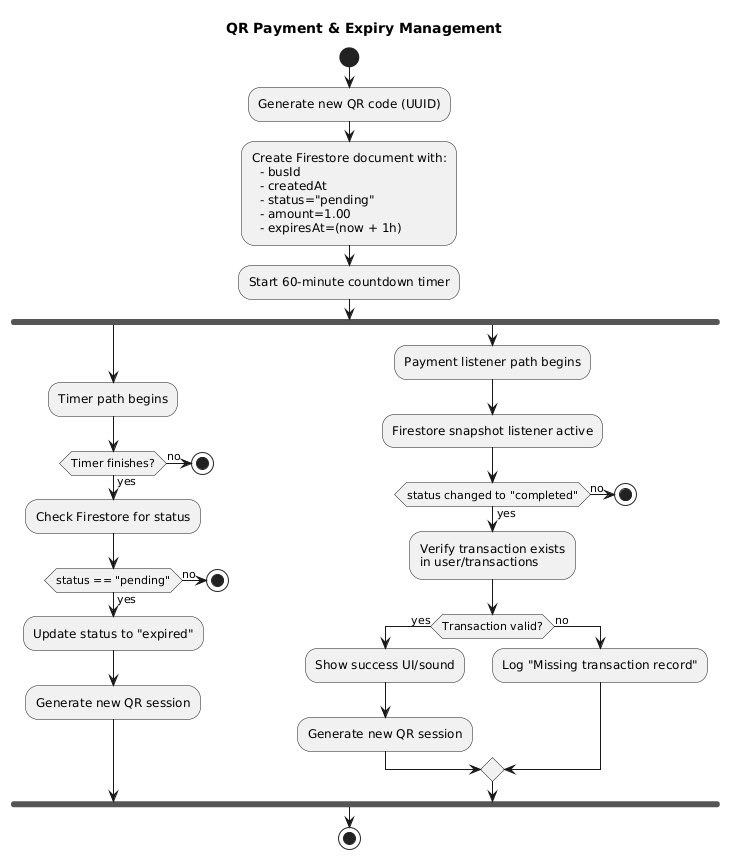 QR Payment & Expiry Management
Generate new QR code (UUID)
Create Firestore document with:
- busId
- createdAt
- status="pending"
- amount=1.00
- expiresAt=(now + 1h)
Start 60-minute countdown timer
Timer path begins
Timer finishes?
no
yes
Check Firestore for status
status == "pending"
no
yes
Update status to "expired"
Generate new QR session
Payment listener path begins
Firestore snapshot listener active
status changed to "completed"
no
yes
Verify transaction exists
in user/transactions
Transaction valid?
yes
no
Show success UI/sound
Generate new QR session
Log "Missing transaction record"